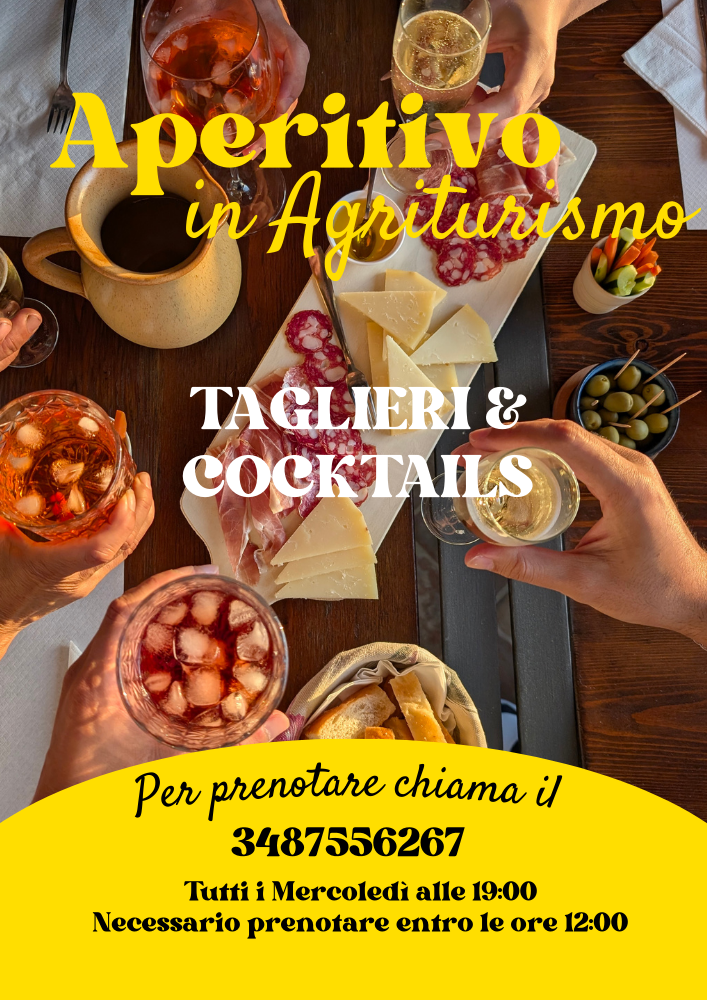 Aperitivo
in Agriturismo
TAGLIERI &
COCKTAILS
Per prenotare chiama il
3487556267
Tutti i Mercoledì alle 19:00
Necessario prenotare entro le ore 12:00